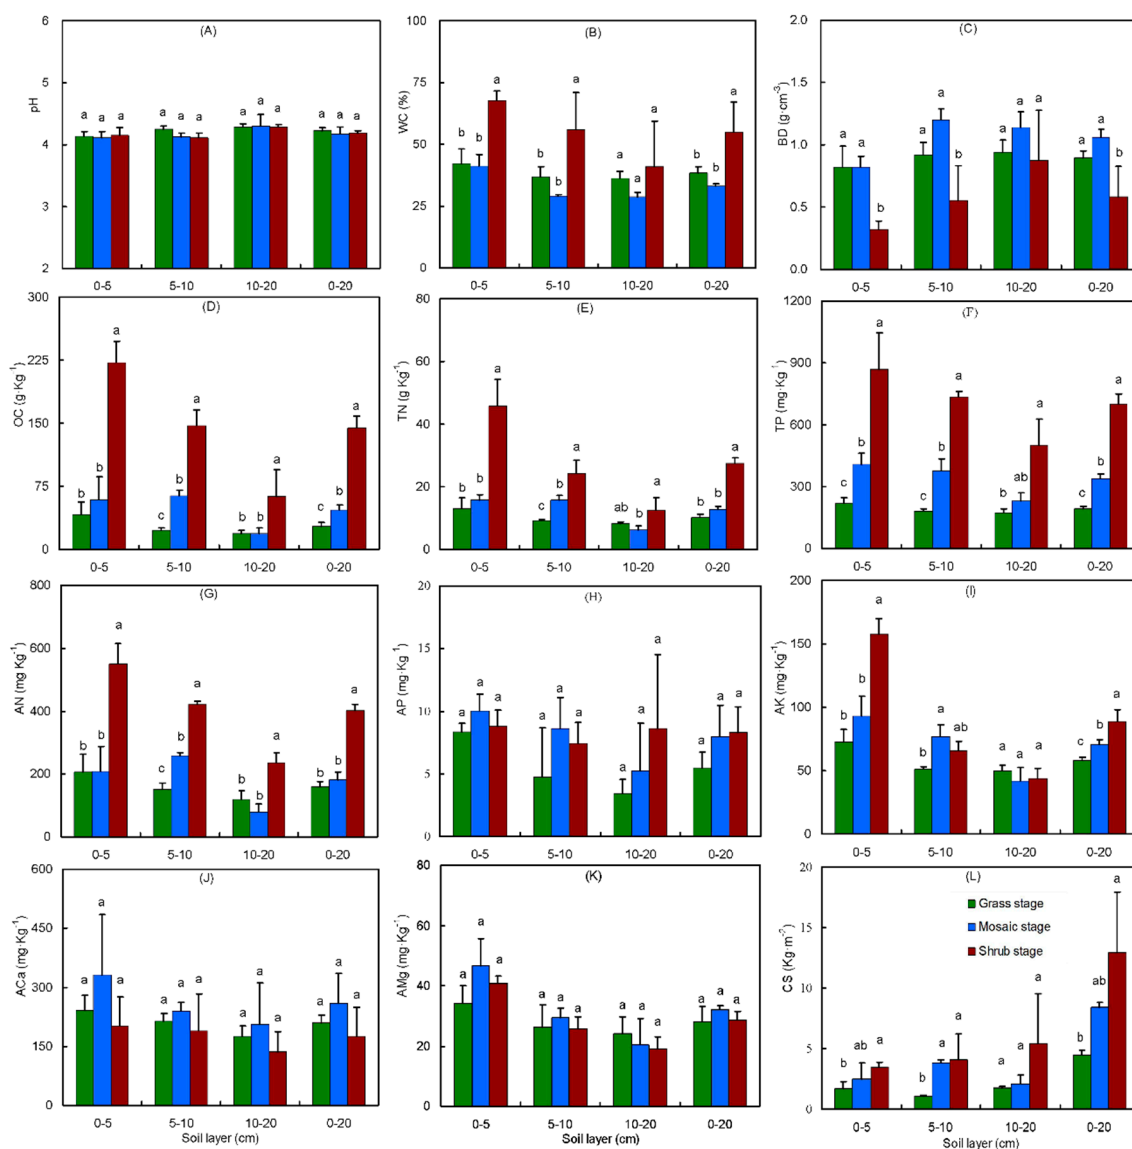 (A)
pH
6
5
4
3
2
a a a
a a a
a a a
a a a
0-5 5-10 10-20 0-20
(B)
WC (%)
100
75
50
25
0
b b a
b b a
a a a
b b a
0-5 5-10 10-20 0-20
(C)
BD (g·cm-3)
2.0
1.5
1.0
0.5
0.0
a a b
a a b
a a a
a a b
0-5 5-10 10-20 0-20
(D)
OC (g·Kg-1)
300
225
150
75
0
b b a
c b a
b b a
c b a
0-5 5-10 10-20 0-20
(E)
TN (g Kg-1)
80
60
40
20
0
b b a
c b a
ab b a
b b a
0-5 5-10 10-20 0-20
(F)
TP (mg·Kg-1)
1200
900
600
300
0
c b a
c b a
b ab a
c b a
0-5 5-10 10-20 0-20
(G)
AN (mg Kg-1)
800
600
400
200
0
b b a
c b a
b b a
b b a
0-5 5-10 10-20 0-20
(H)
AP (mg·Kg-1)
20
15
10
5
0
a a a
a a a
a a a
a a a
0-5 5-10 10-20 0-20
(I)
AK (mg·Kg-1)
200
150
100
50
0
b b a
b a ab
a a a
c b a
0-5 5-10 10-20 0-20
(J)
ACa (mg·Kg-1)
600
450
300
150
0
a a a
a a a
a a a
a a a
0-5 5-10 10-20 0-20
Soil layer (cm)
(K)
AMg (mg·Kg-1)
80
60
40
20
0
a a a
a a a
a a a
a a a
0-5 5-10 10-20 0-20
Soil layer (cm)
(L)
CS (Kg·m-2)
20
15
10
5
0
Grass stage
Mosaic stage
Shrub stage
b ab a
b a a
a a a
b ab a
0-5 5-10 10-20 0-20
Soil layer (cm)